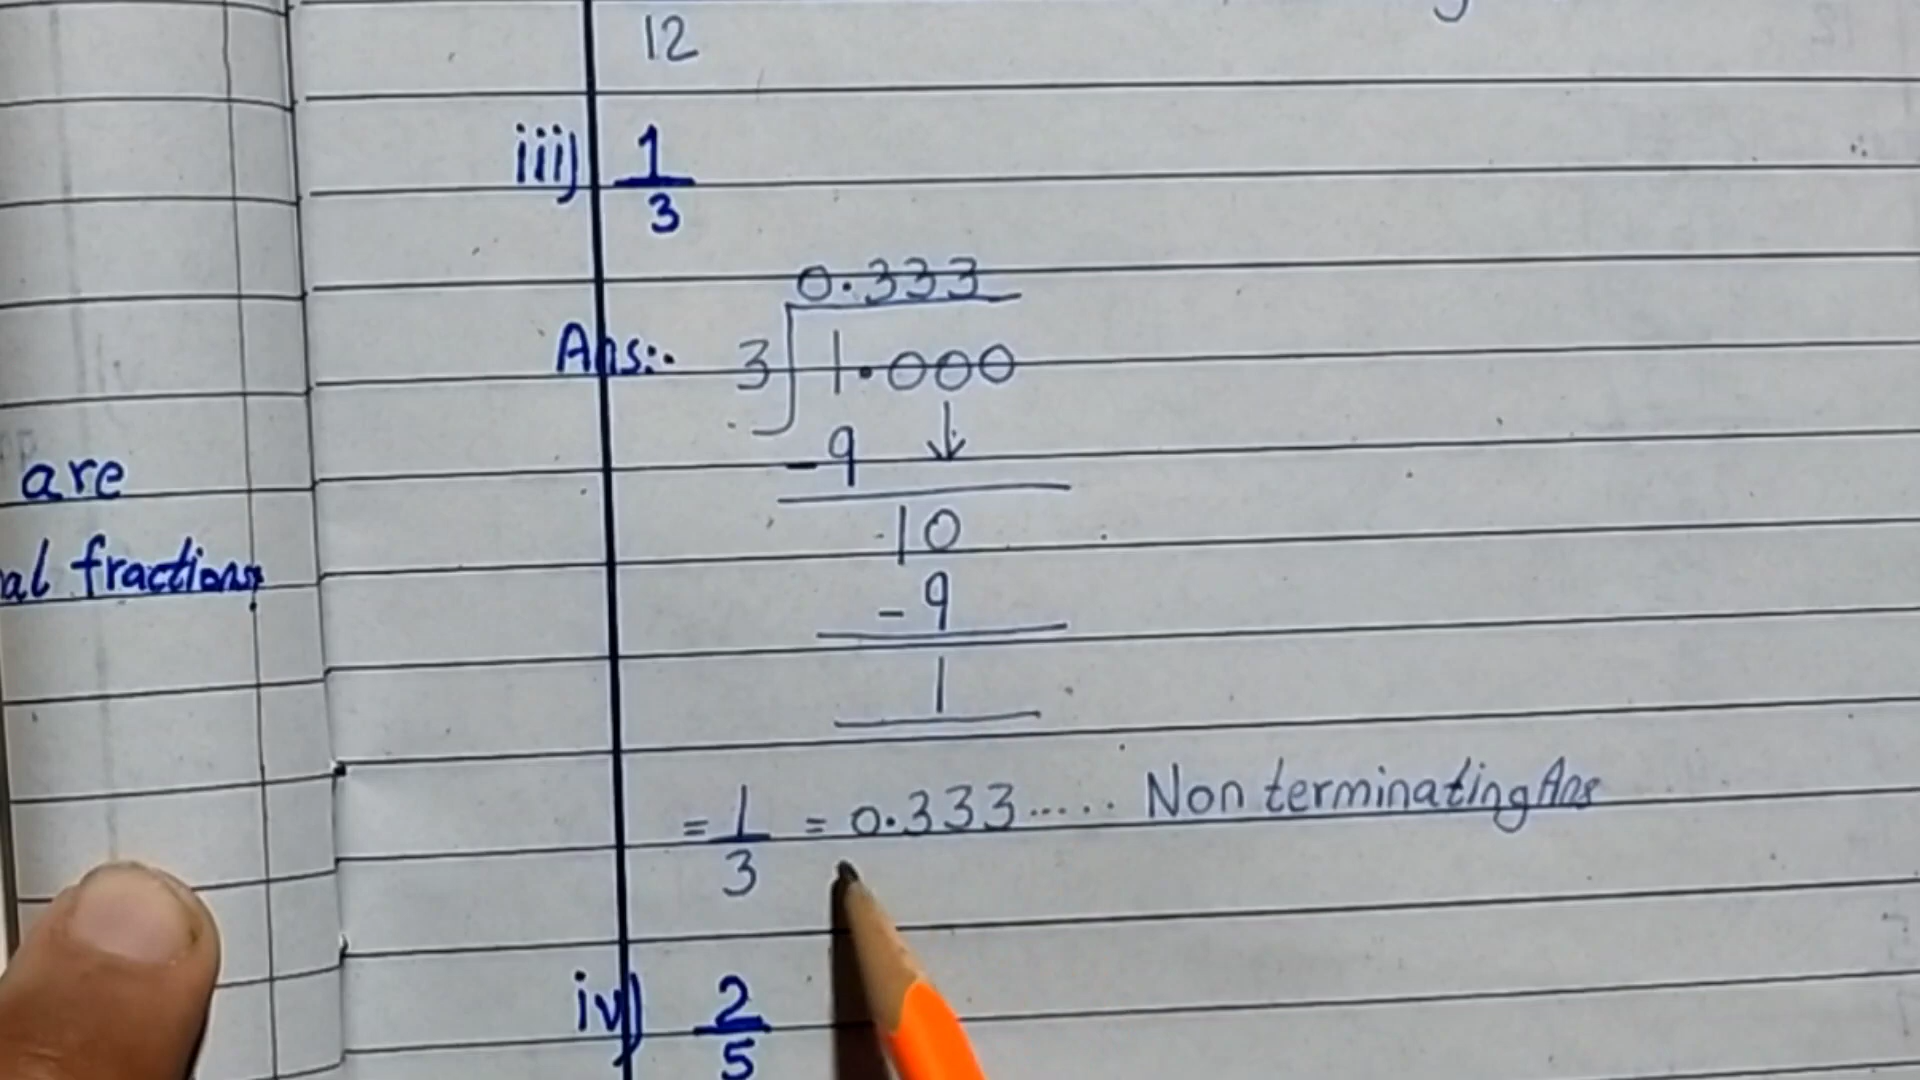 12
iii) 1
3
0.333
Ans:- 3 1.000
- 9 ↓
10
- 9
1
= 1 = 0.333..... Non terminating Ans
3
iv) 2
5
are
al fractions